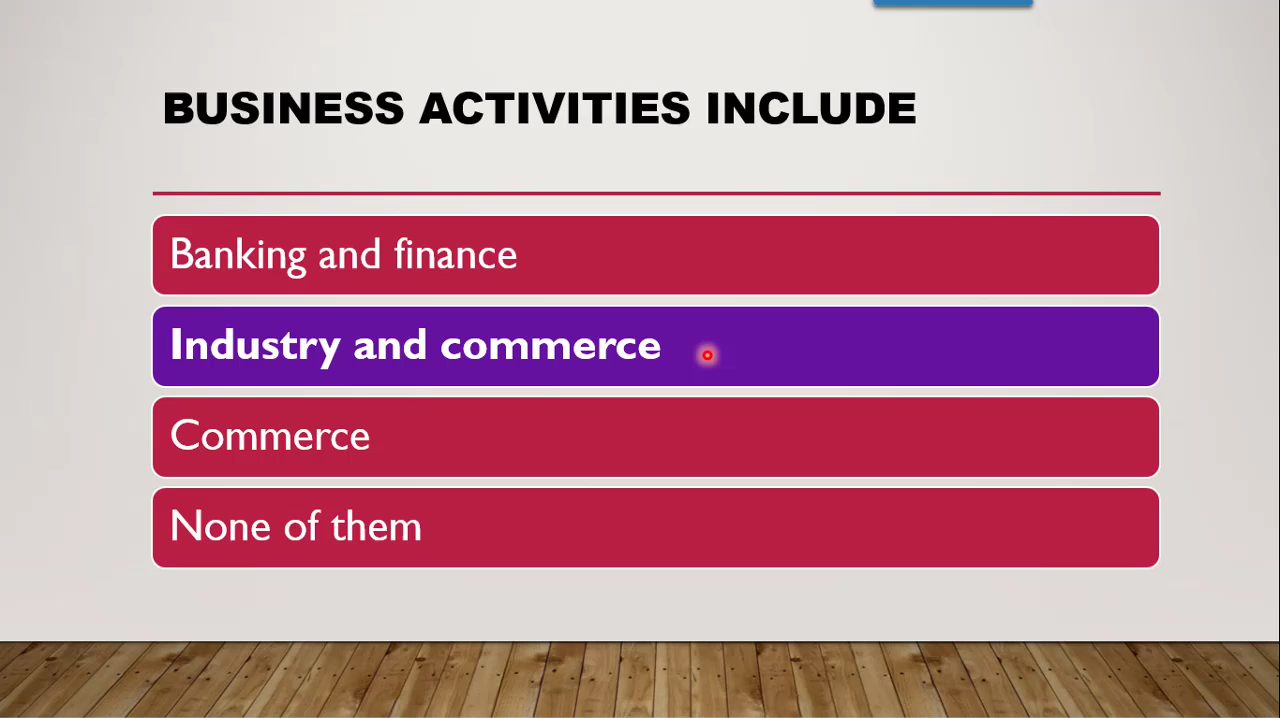 BUSINESS ACTIVITIES INCLUDE
Banking and finance
Industry and commerce
Commerce
None of them